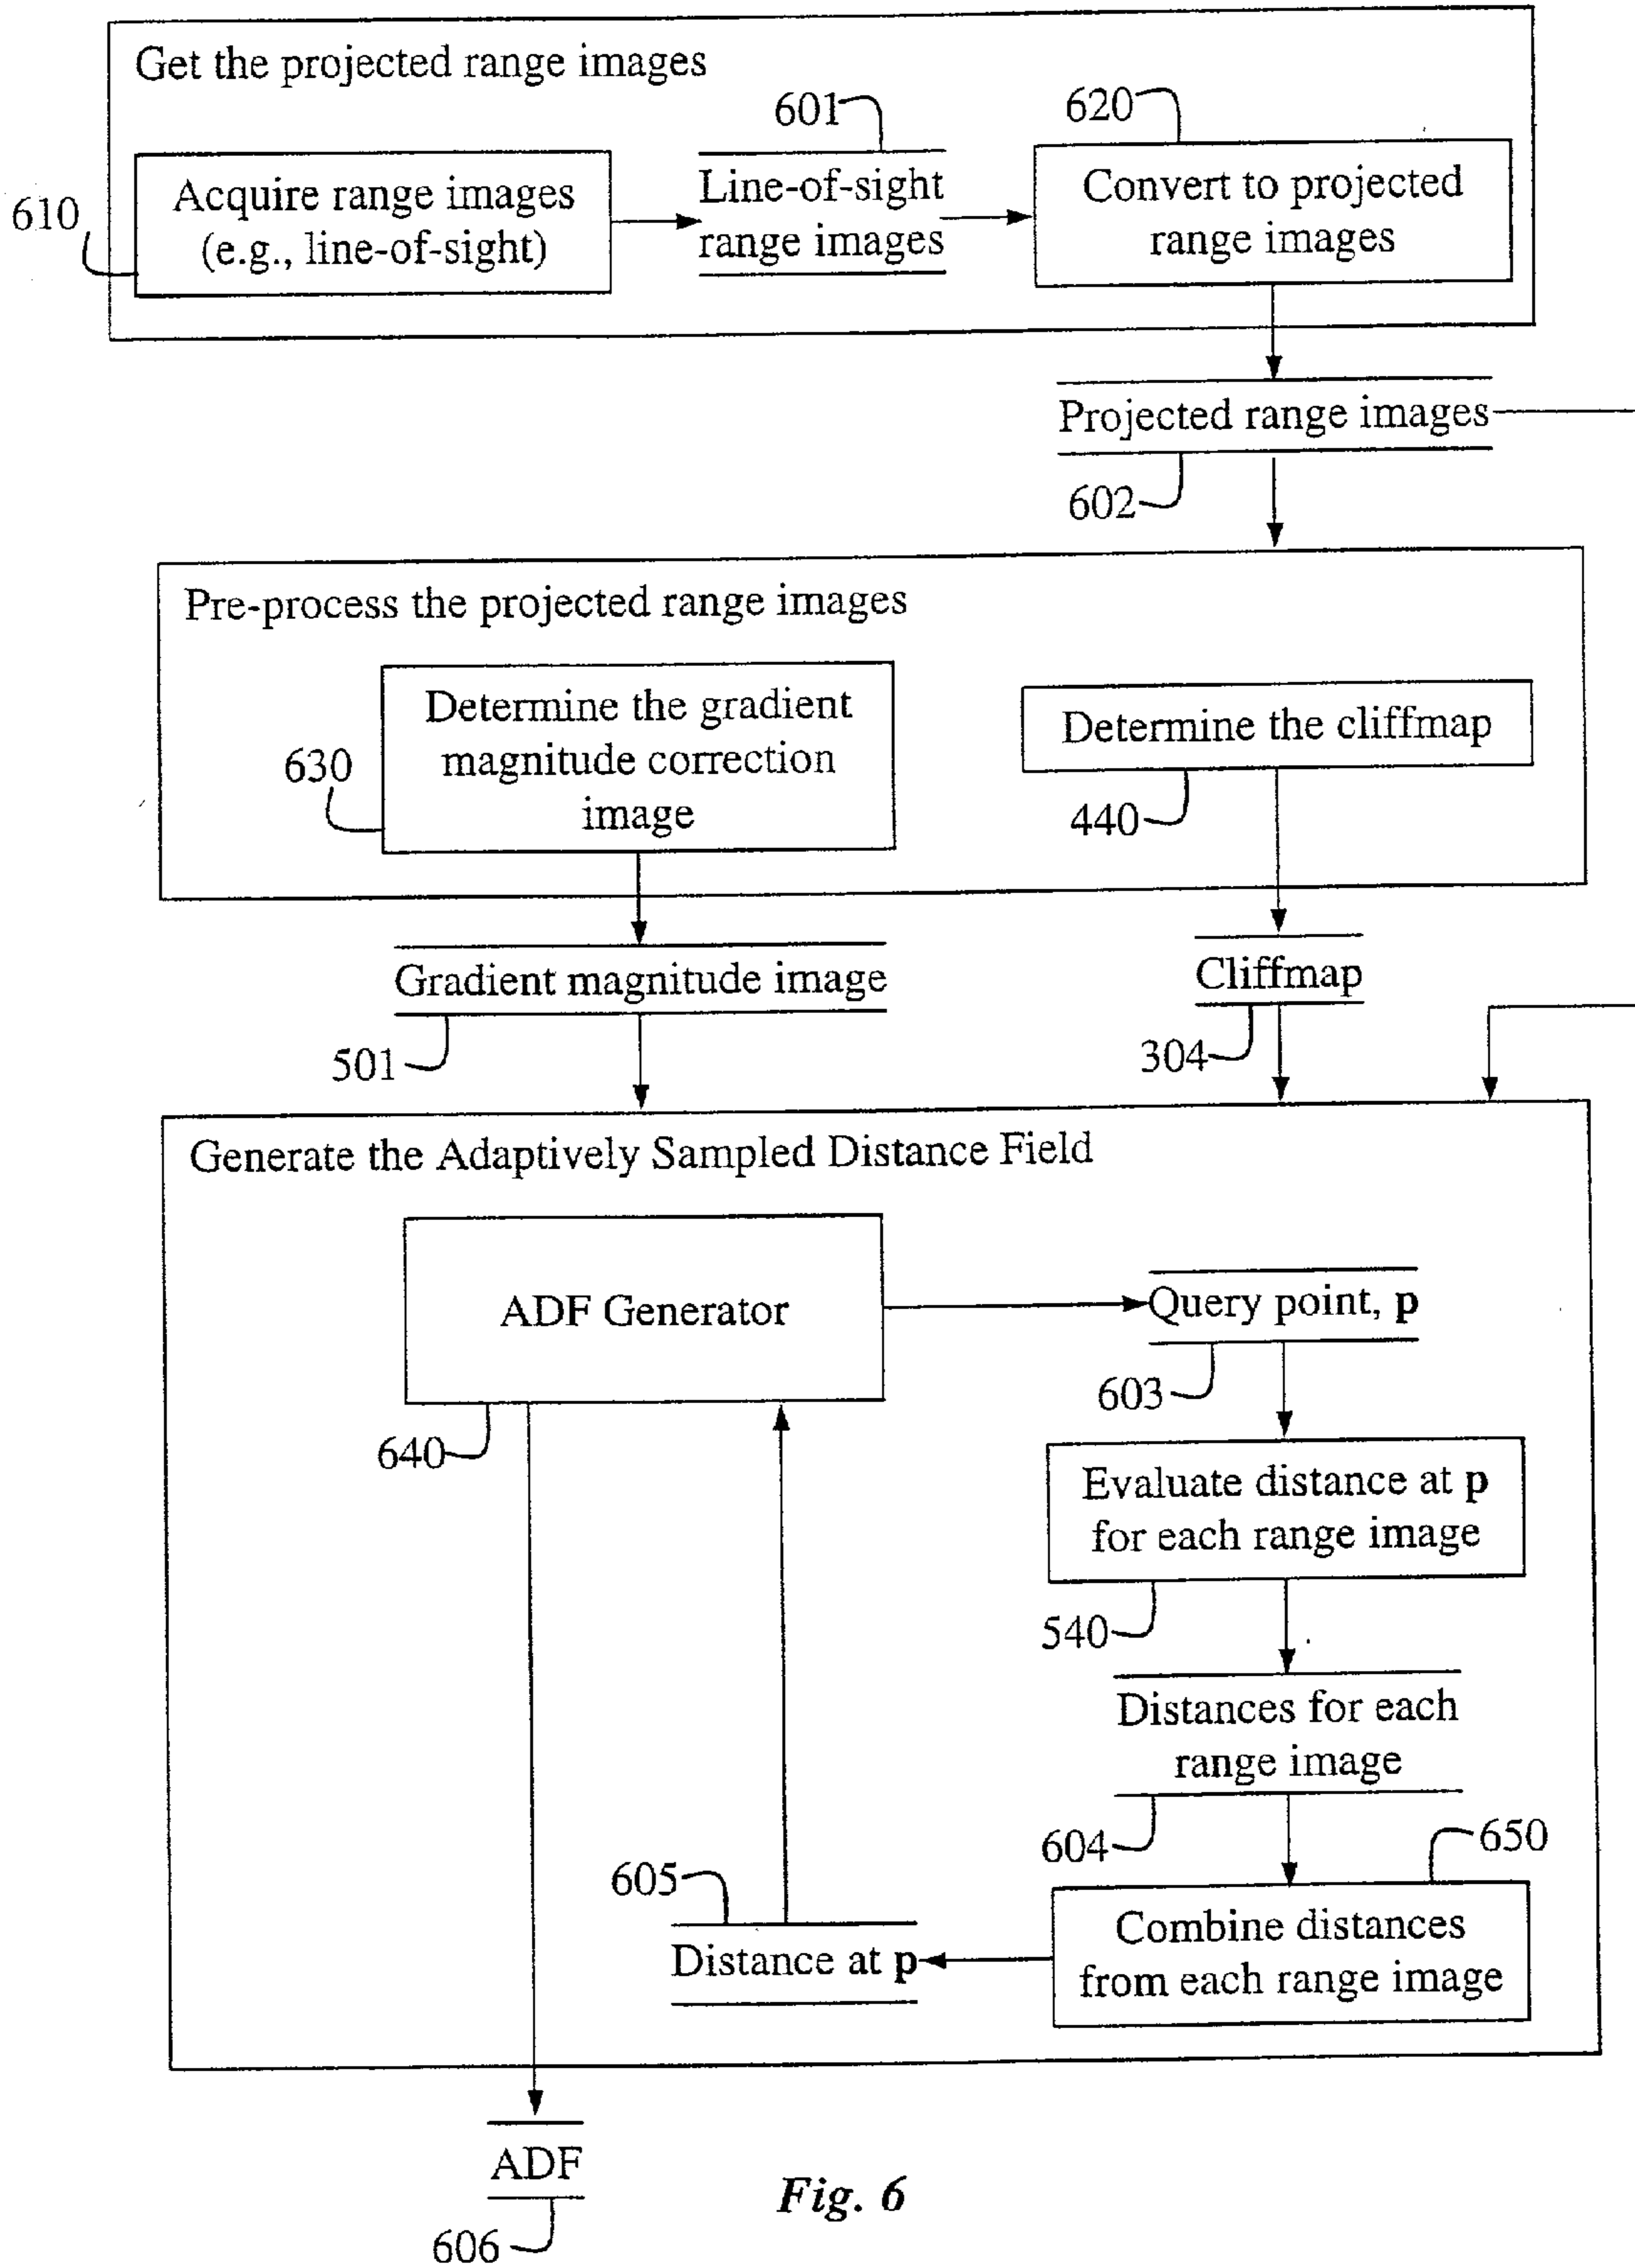 Get the projected range images
601
620
610
Acquire range images
(e.g., line-of-sight)
Line-of-sight
range images
Convert to projected
range images
Projected range images
602
Pre-process the projected range images
630
Determine the gradient
magnitude correction
image
Determine the cliffmap
440
Gradient magnitude image
501
Cliffmap
304
Generate the Adaptively Sampled Distance Field
ADF Generator
640
Query point, p
603
Evaluate distance at p
for each range image
540
Distances for each
range image
604
650
605
Distance at p
Combine distances
from each range image
ADF
606
Fig. 6